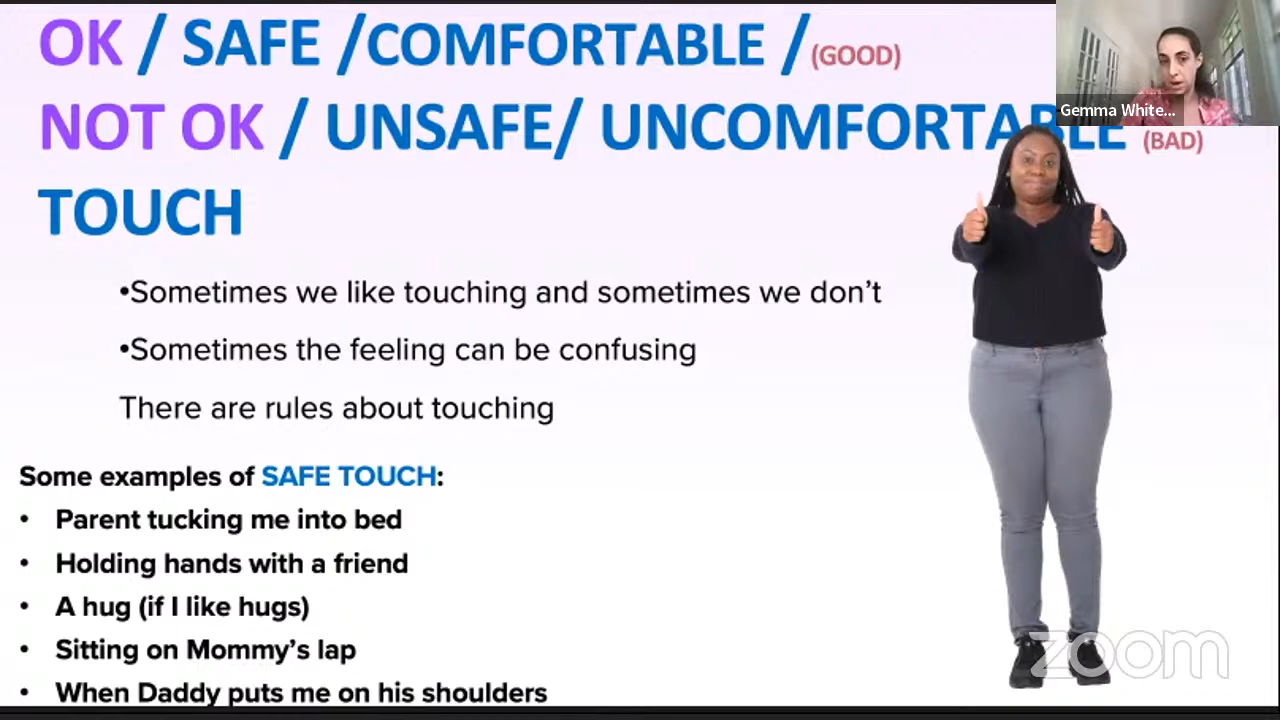 OK / SAFE /COMFORTABLE /(GOOD)
NOT OK / UNSAFE/ UNCOMFORTABLE (BAD)
TOUCH
Gemma White...
•Sometimes we like touching and sometimes we don’t
•Sometimes the feeling can be confusing
There are rules about touching
Some examples of SAFE TOUCH:
• Parent tucking me into bed
• Holding hands with a friend
• A hug (if I like hugs)
• Sitting on Mommy’s lap
• When Daddy puts me on his shoulders
zoom